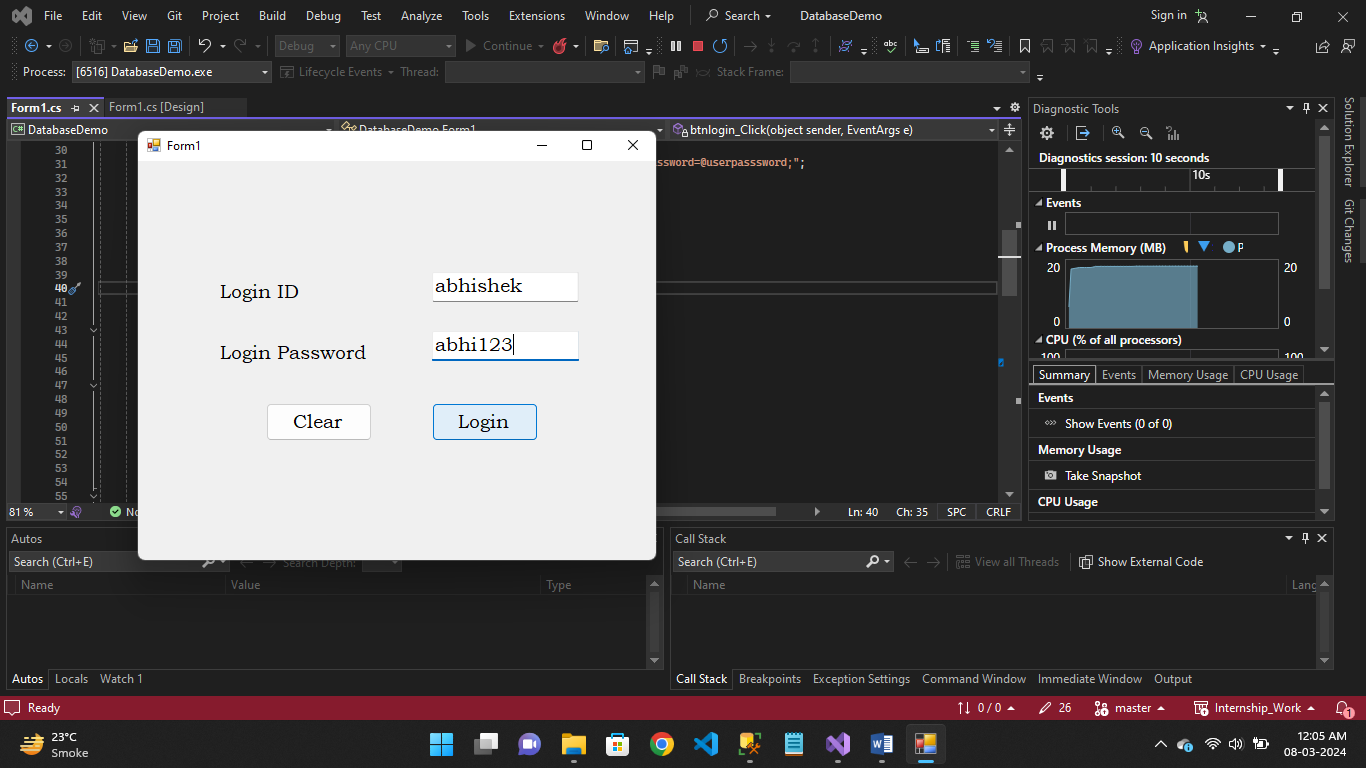 File Edit View Git Project Build Debug Test Analyze Tools Extensions Window Help Search DatabaseDemo Sign in
Debug Any CPU Continue Application Insights
Process: [6516] DatabaseDemo.exe Lifecycle Events Thread: Stack Frame:
Form1.cs Form1.cs [Design]
DatabaseDemo DatabaseDemo.Form1 btnlogin_Click(object sender, EventArgs e)
30
31 ssword=@userpasssword;";
32
33
34
35
36
37
38
39
40
41
42
43
44
45
46
47
48
49
50
51
52
53
54
55
81 % No Ln: 40 Ch: 35 SPC CRLF
Form1
Login ID abhishek
Login Password abhi123
Clear Login
Diagnostic Tools
Diagnostics session: 10 seconds
10s
Events
Process Memory (MB) P
20 20
0 0
CPU (% of all processors)
100 100
Summary Events Memory Usage CPU Usage
Events
Show Events (0 of 0)
Memory Usage
Take Snapshot
CPU Usage
Solution Explorer
Git Changes
Autos
Search (Ctrl+E) Search Depth:
Name Value Type
Autos Locals Watch 1
Call Stack
Search (Ctrl+E) View all Threads Show External Code
Name Lang
Call Stack Breakpoints Exception Settings Command Window Immediate Window Output
Ready 0 / 0 26 master Internship_Work 1
23°C
Smoke
12:05 AM
08-03-2024